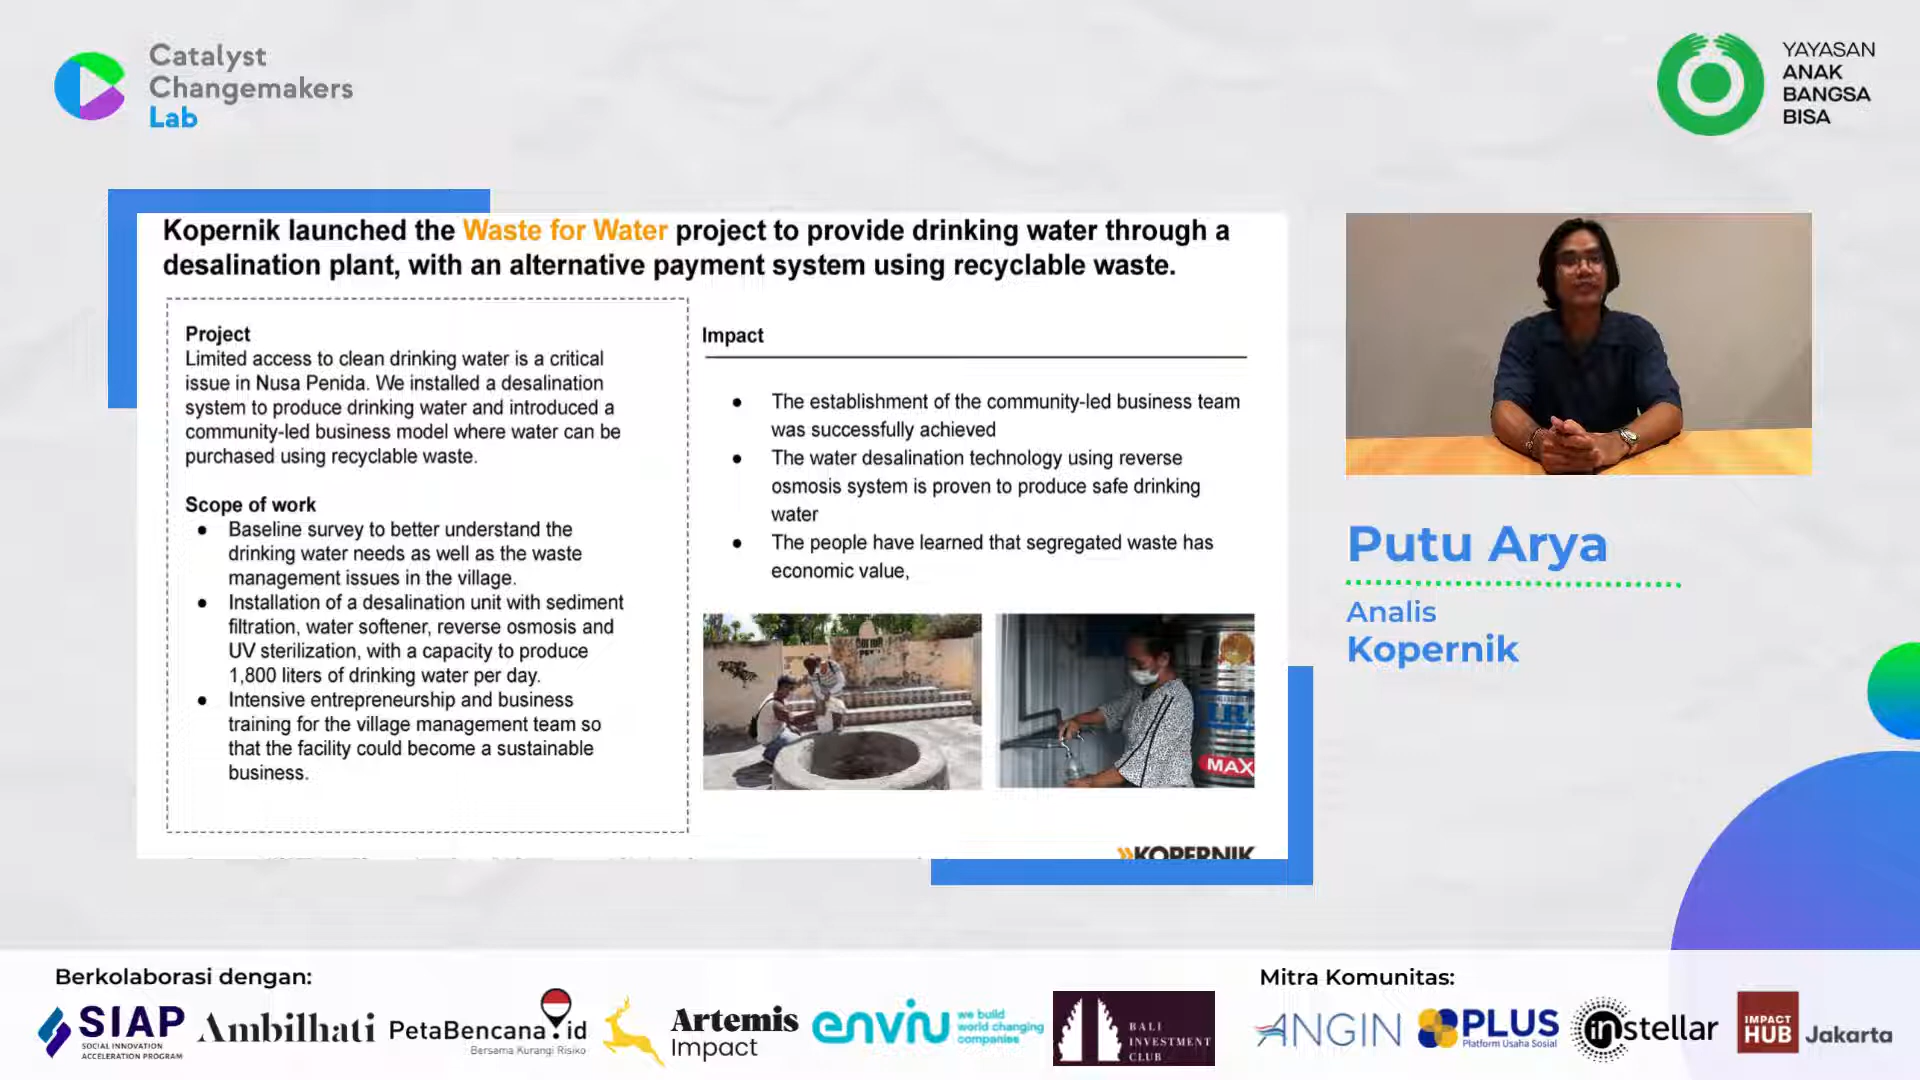 Catalyst
Changemakers
Lab
YAYASAN
ANAK
BANGSA
BISA
Kopernik launched the Waste for Water project to provide drinking water through a
desalination plant, with an alternative payment system using recyclable waste.
Project
Limited access to clean drinking water is a critical
issue in Nusa Penida. We installed a desalination
system to produce drinking water and introduced a
community-led business model where water can be
purchased using recyclable waste.
Scope of work
● Baseline survey to better understand the
drinking water needs as well as the waste
management issues in the village.
● Installation of a desalination unit with sediment
filtration, water softener, reverse osmosis and
UV sterilization, with a capacity to produce
1,800 liters of drinking water per day.
● Intensive entrepreneurship and business
training for the village management team so
that the facility could become a sustainable
business.
Impact
● The establishment of the community-led business team
was successfully achieved
● The water desalination technology using reverse
osmosis system is proven to produce safe drinking
water
● The people have learned that segregated waste has
economic value,
MAX
KOPERNIK
Putu Arya
Analis
Kopernik
Berkolaborasi dengan:
SIAP
SOCIAL INNOVATION
ACCELERATION PROGRAM
Ambilhati
PetaBencana.id
Bersama Kurangi Risiko
Artemis
Impact
enviu
we build
world changing
companies
BALI
INVESTMENT
CLUB
Mitra Komunitas:
ANGIN
PLUS
Platform Usaha Sosial
instellar
IMPACT
HUB
Jakarta